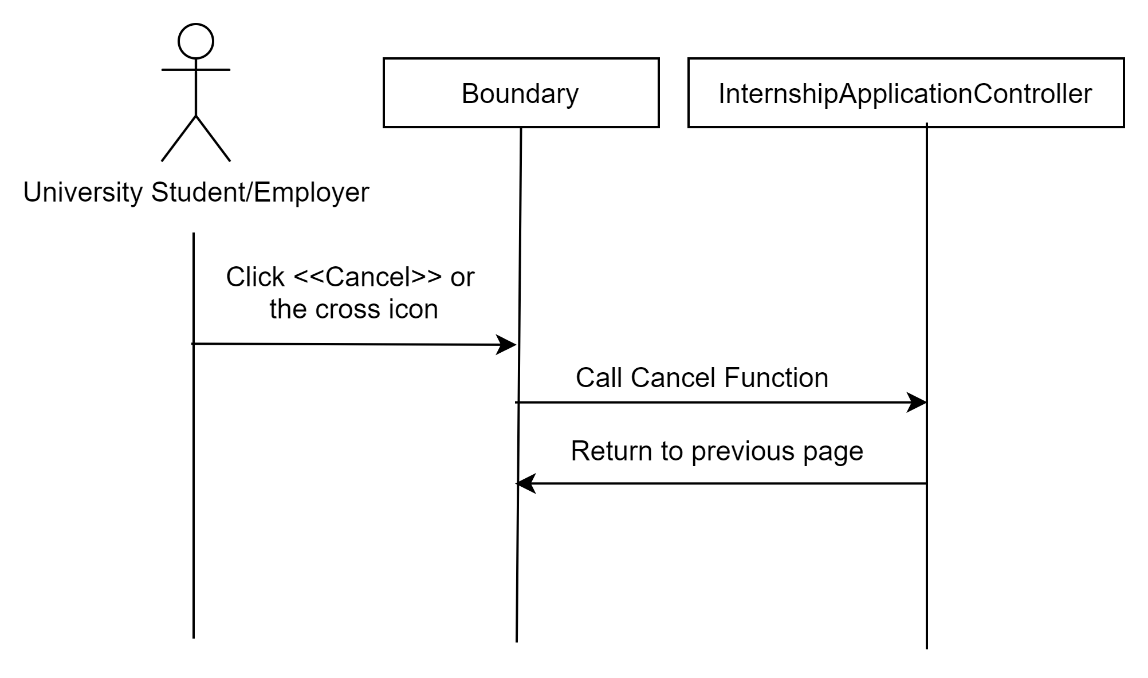 Boundary
InternshipApplicationController
University Student/Employer
Click <<Cancel>> or
the cross icon
Call Cancel Function
Return to previous page